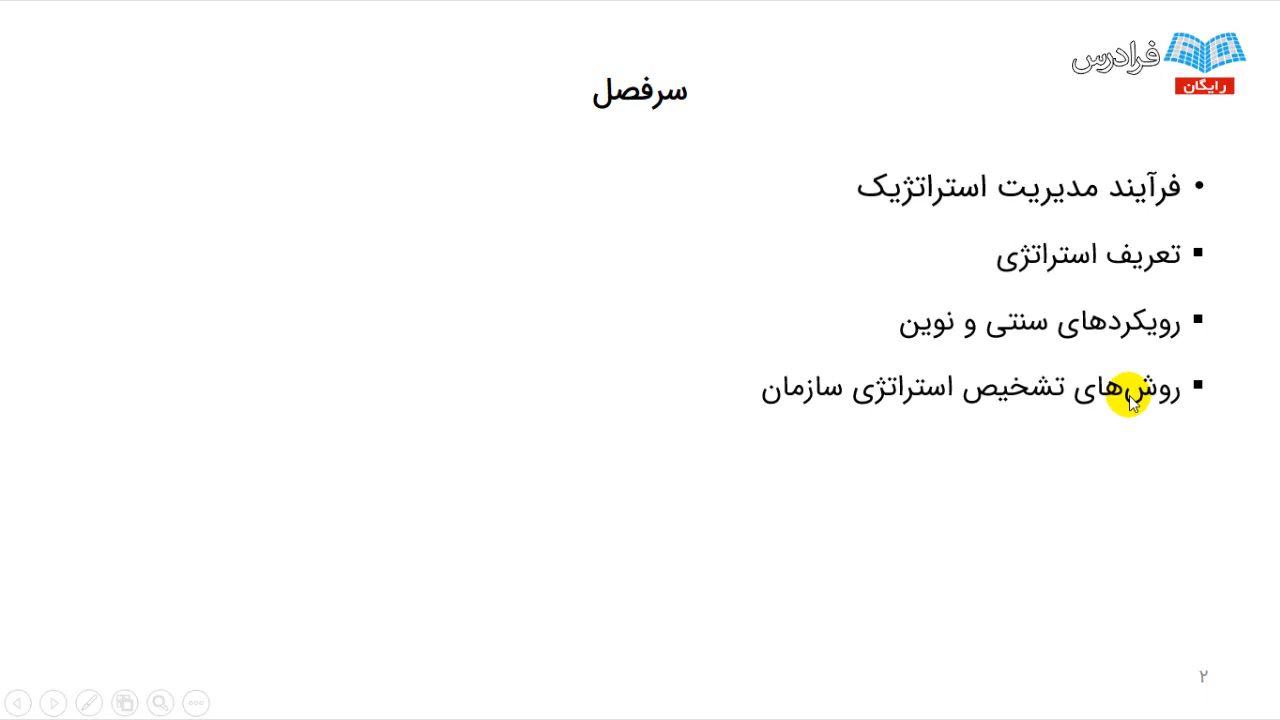 فرادرس
رایگان
سرفصل
• فرآیند مدیریت استراتژیک
▪ تعریف استراتژی
▪ رویکردهای سنتی و نوین
▪ روش‌های تشخیص استراتژی سازمان
۲